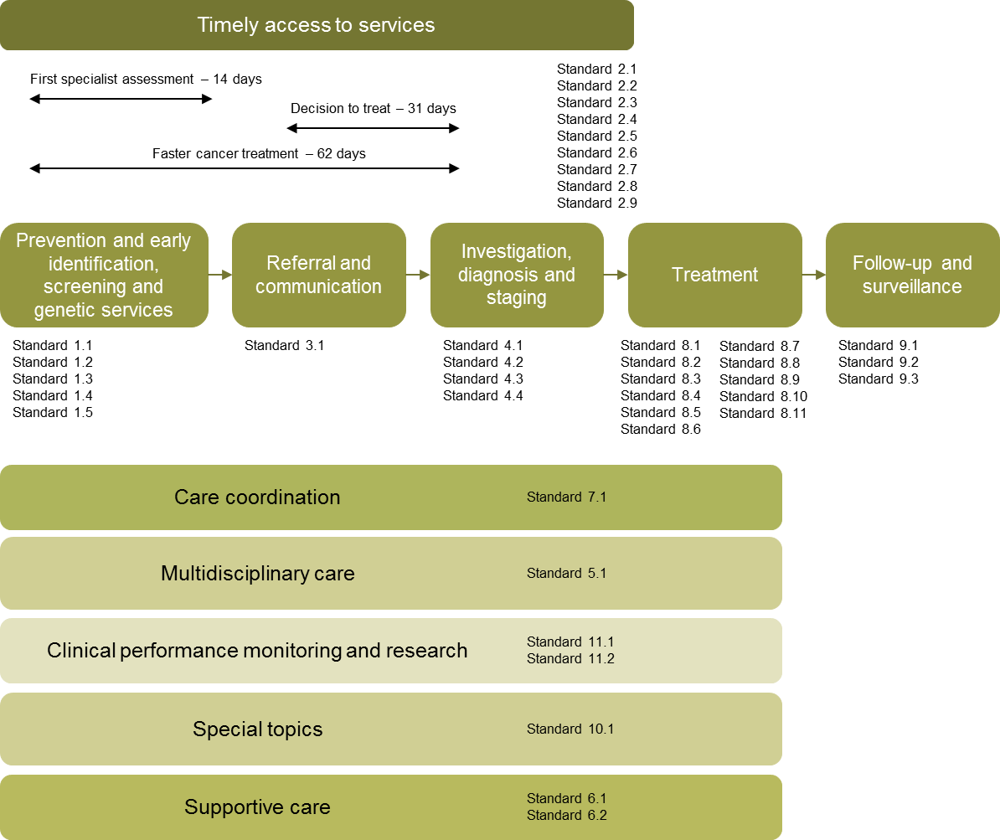 Timely access to services
First specialist assessment – 14 days
Decision to treat – 31 days
Faster cancer treatment – 62 days
Standard 2.1
Standard 2.2
Standard 2.3
Standard 2.4
Standard 2.5
Standard 2.6
Standard 2.7
Standard 2.8
Standard 2.9
Prevention and early
identification,
screening and
genetic services
Referral and
communication
Investigation,
diagnosis and
staging
Treatment
Follow-up and
surveillance
Standard 1.1
Standard 1.2
Standard 1.3
Standard 1.4
Standard 1.5
Standard 3.1
Standard 4.1
Standard 4.2
Standard 4.3
Standard 4.4
Standard 8.1
Standard 8.2
Standard 8.3
Standard 8.4
Standard 8.5
Standard 8.6
Standard 8.7
Standard 8.8
Standard 8.9
Standard 8.10
Standard 8.11
Standard 9.1
Standard 9.2
Standard 9.3
Care coordination
Standard 7.1
Multidisciplinary care
Standard 5.1
Clinical performance monitoring and research
Standard 11.1
Standard 11.2
Special topics
Standard 10.1
Supportive care
Standard 6.1
Standard 6.2